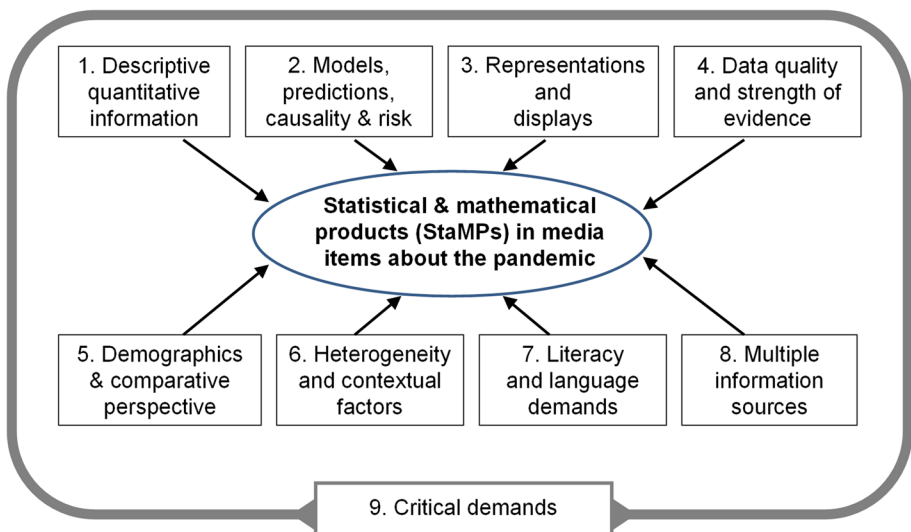 1. Descriptive
quantitative
information
2. Models,
predictions,
causality & risk
3. Representations
and
displays
4. Data quality
and strength of
evidence
Statistical & mathematical
products (StaMPs) in media
items about the pandemic
5. Demographics
& comparative
perspective
6. Heterogeneity
and contextual
factors
7. Literacy
and language
demands
8. Multiple
information
sources
9. Critical demands